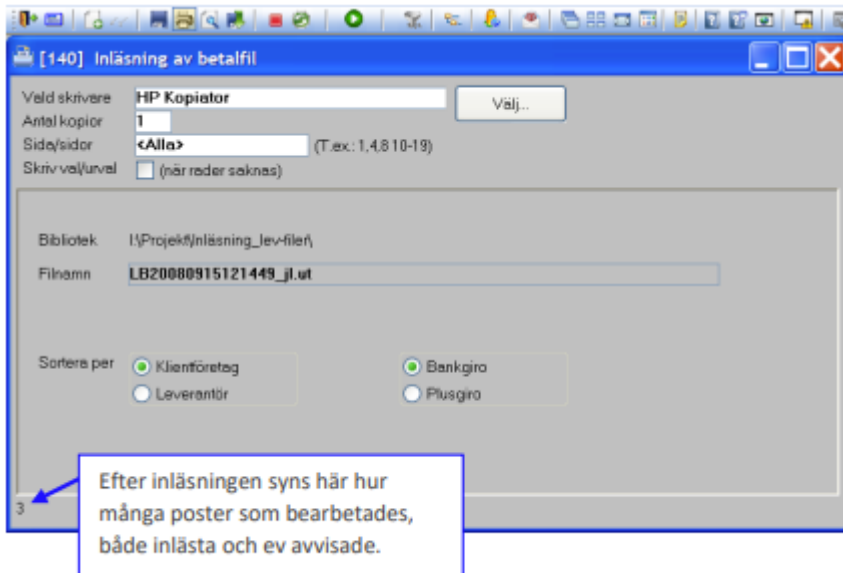 [140] Inläsning av betalfil
Vald skrivare HP Kopiator Välj...
Antal kopior 1
Sida/sidor <Alla> (T.ex.: 1,4,8 10-19)
Skriv val/urval (när rader saknas)
Bibliotek I:\Projekt\Inläsning_lev-filer\
Filnamn LB20080915121449_jl.ut
Sortera per Klientföretag Bankgiro
Leverantör Plusgiro
Efter inläsningen syns här hur
många poster som bearbetades,
både inlästa och ev avvisade.
3